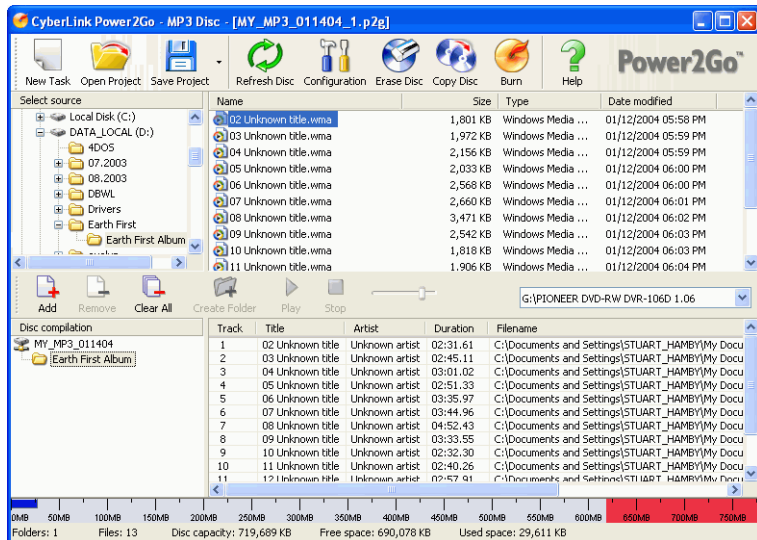 CyberLink Power2Go - MP3 Disc - [MY_MP3_011404_1.p2g]
New Task Open Project Save Project Refresh Disc Configuration Erase Disc Copy Disc Burn Help Power2Go™
Select source
Local Disk (C:)
DATA_LOCAL (D:)
4DOS
07.2003
08.2003
DBWL
Drivers
Earth First
Earth First Album
Name Size Type Date modified
02 Unknown title.wma 1,801 KB Windows Media ... 01/12/2004 05:58 PM
03 Unknown title.wma 1,972 KB Windows Media ... 01/12/2004 05:59 PM
04 Unknown title.wma 2,156 KB Windows Media ... 01/12/2004 05:59 PM
05 Unknown title.wma 2,033 KB Windows Media ... 01/12/2004 06:00 PM
06 Unknown title.wma 2,568 KB Windows Media ... 01/12/2004 06:00 PM
07 Unknown title.wma 2,660 KB Windows Media ... 01/12/2004 06:01 PM
08 Unknown title.wma 3,471 KB Windows Media ... 01/12/2004 06:02 PM
09 Unknown title.wma 2,542 KB Windows Media ... 01/12/2004 06:03 PM
10 Unknown title.wma 1,818 KB Windows Media ... 01/12/2004 06:03 PM
11 Unknown title.wma 1,906 KB Windows Media ... 01/12/2004 06:04 PM
Add Remove Clear All Create Folder Play Stop
G:\PIONEER DVD-RW DVR-106D 1.06
Disc compilation
MY_MP3_011404
Earth First Album
Track Title Artist Duration Filename
1 02 Unknown title Unknown artist 02:31.61 C:\Documents and Settings\STUART_HAMBY\My Docu
2 03 Unknown title Unknown artist 02:45.11 C:\Documents and Settings\STUART_HAMBY\My Docu
3 04 Unknown title Unknown artist 03:01.02 C:\Documents and Settings\STUART_HAMBY\My Docu
4 05 Unknown title Unknown artist 02:51.33 C:\Documents and Settings\STUART_HAMBY\My Docu
5 06 Unknown title Unknown artist 03:35.97 C:\Documents and Settings\STUART_HAMBY\My Docu
6 07 Unknown title Unknown artist 03:44.96 C:\Documents and Settings\STUART_HAMBY\My Docu
7 08 Unknown title Unknown artist 04:52.43 C:\Documents and Settings\STUART_HAMBY\My Docu
8 09 Unknown title Unknown artist 03:33.55 C:\Documents and Settings\STUART_HAMBY\My Docu
9 10 Unknown title Unknown artist 02:32.30 C:\Documents and Settings\STUART_HAMBY\My Docu
10 11 Unknown title Unknown artist 02:40.26 C:\Documents and Settings\STUART_HAMBY\My Docu
11 12 Unknown title Unknown artist 02:57.91 C:\Documents and Settings\STUART_HAMBY\My Docu
0MB 50MB 100MB 150MB 200MB 250MB 300MB 350MB 400MB 450MB 500MB 550MB 600MB 650MB 700MB 750MB
Folders: 1 Files: 13 Disc capacity: 719,689 KB Free space: 690,078 KB Used space: 29,611 KB